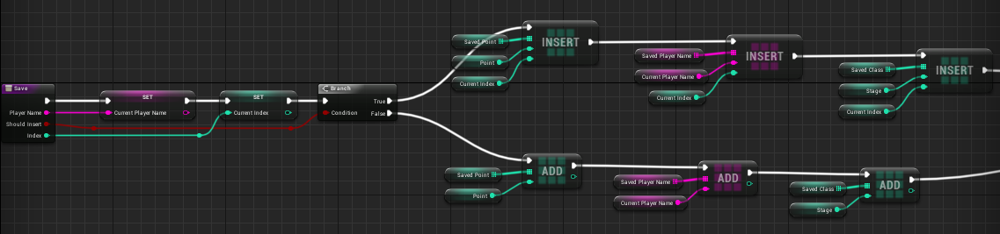 Save
Player Name
Should Insert
Index
SET
Current Player Name
SET
Current Index
Branch
Condition
True
False
Saved Point
Point
Current Index
INSERT
Saved Player Name
Current Player Name
Current Index
INSERT
Saved Class
Stage
Current Index
INSERT
Saved Point
Point
ADD
Saved Player Name
Current Player Name
ADD
Saved Class
Stage
ADD